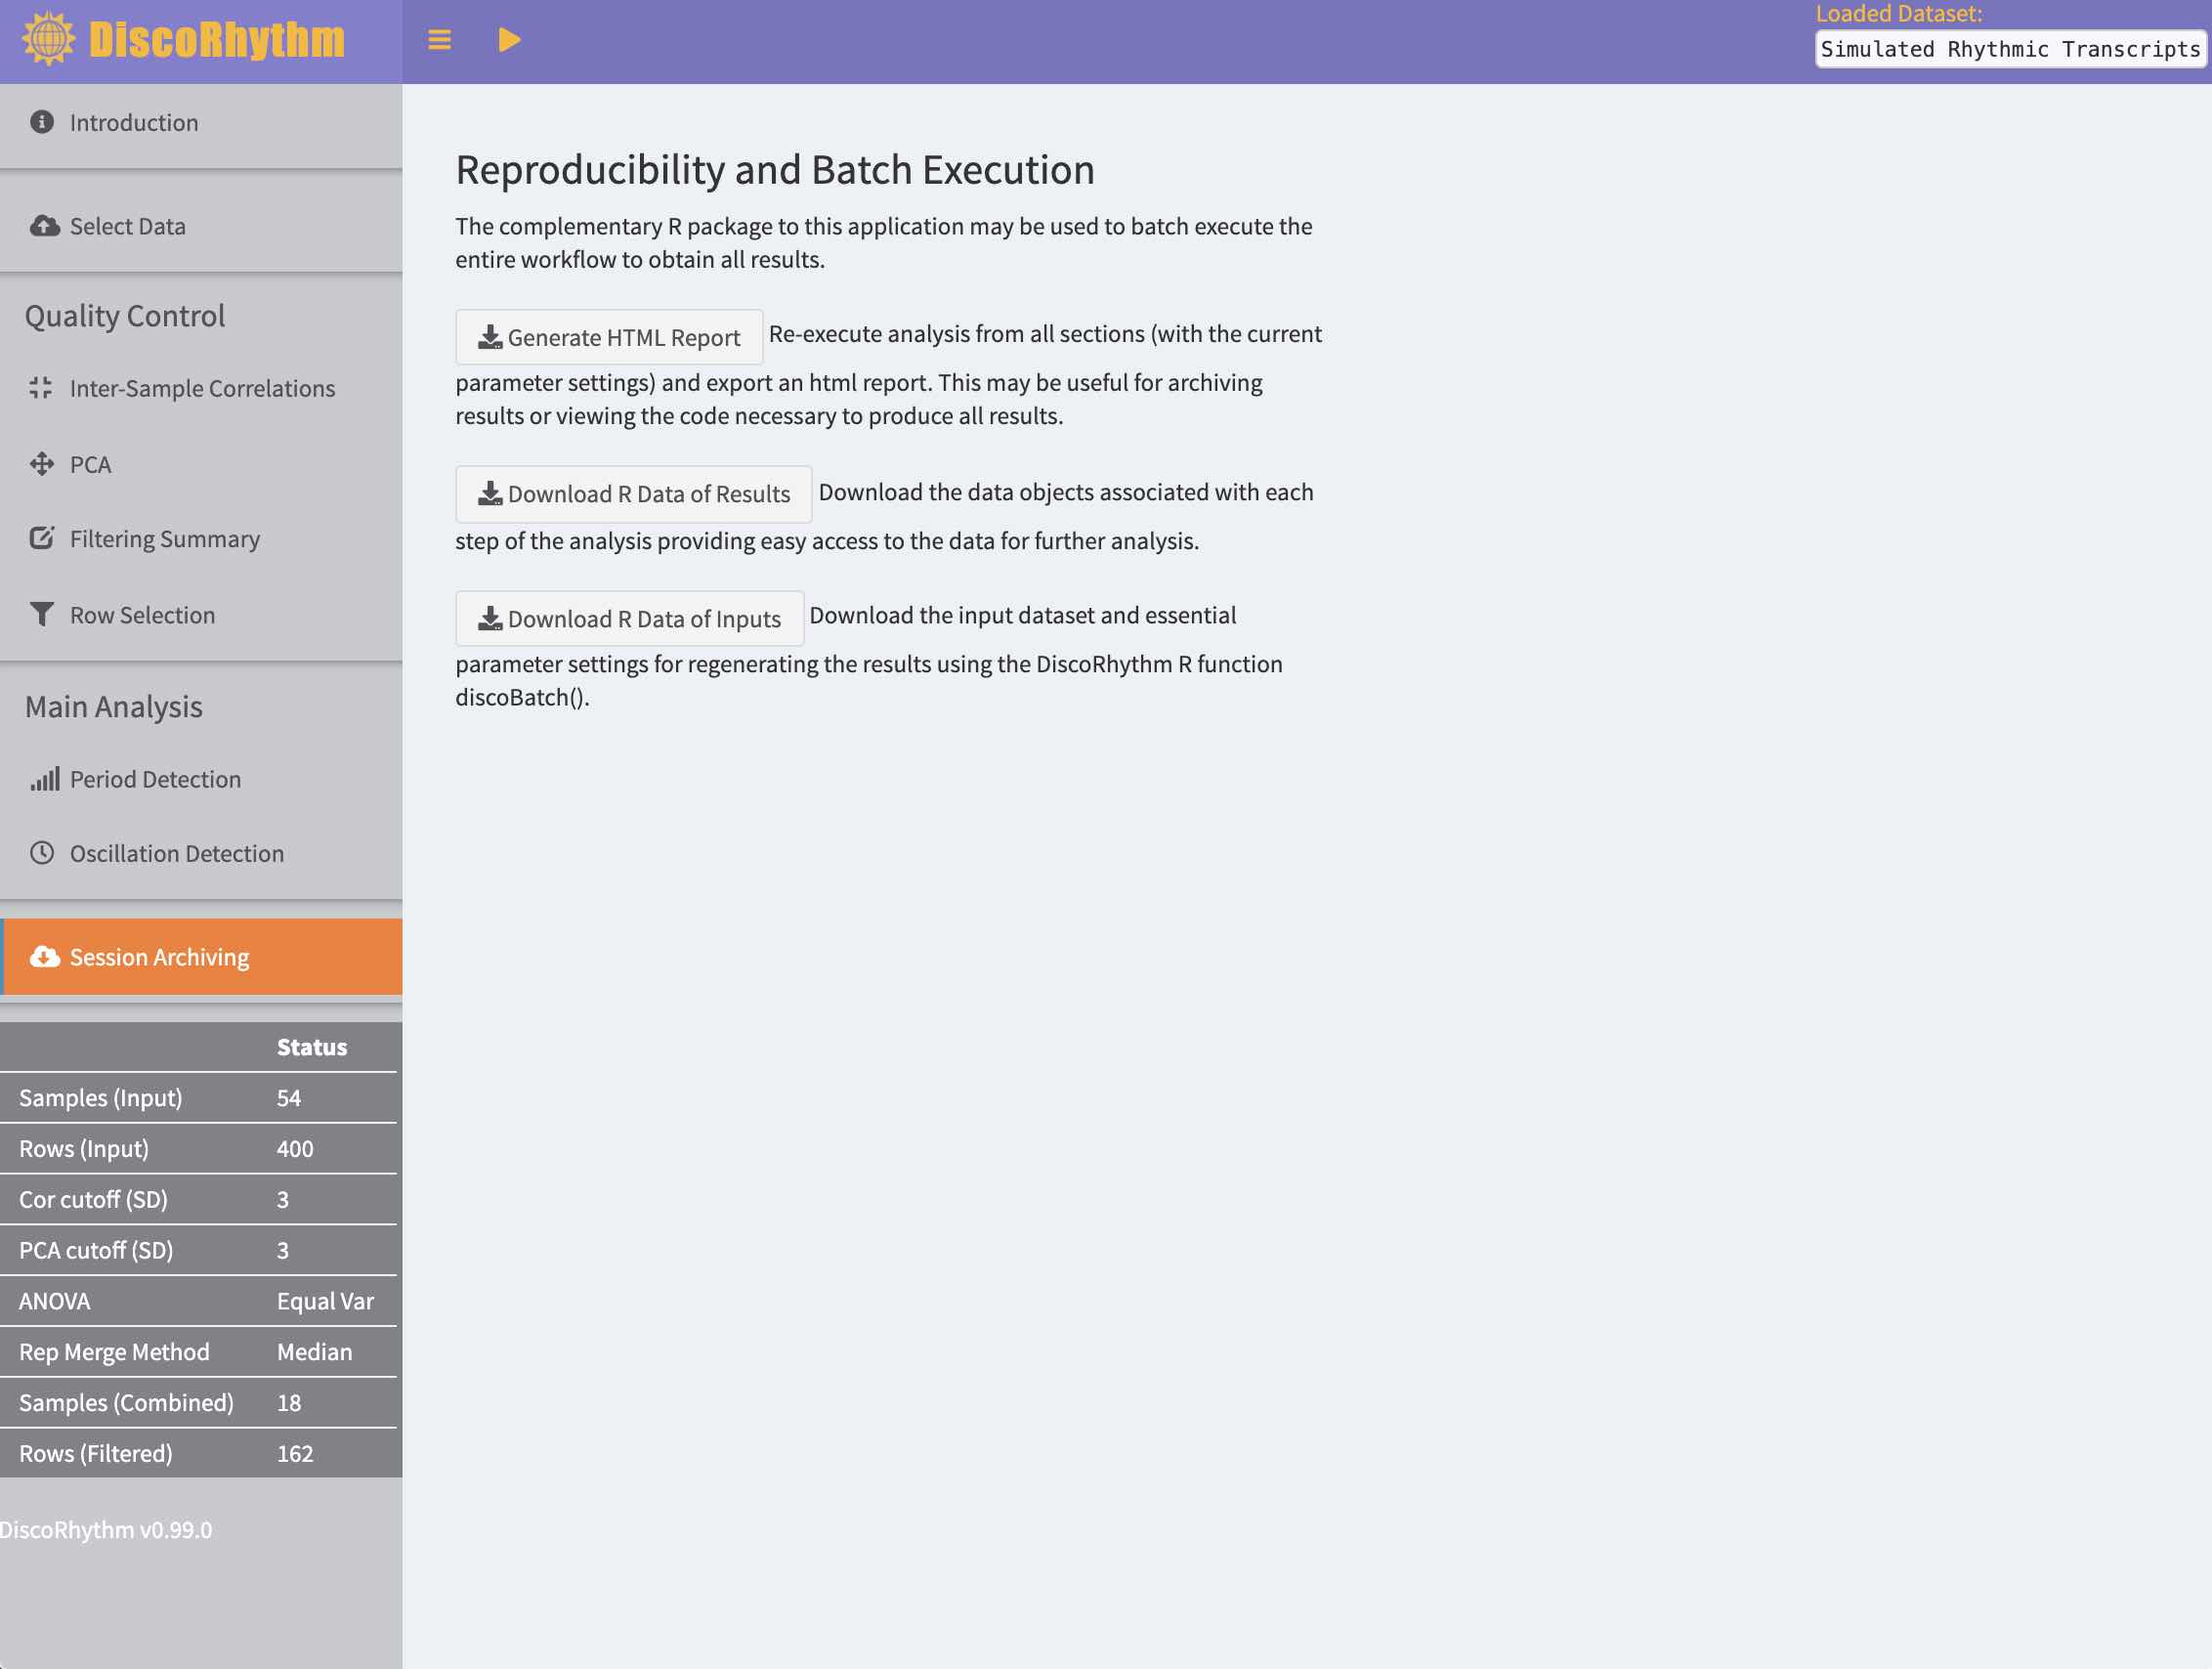 DiscoRhythm
Loaded Dataset:
Simulated Rhythmic Transcripts
Introduction
Select Data
Quality Control
Inter-Sample Correlations
PCA
Filtering Summary
Row Selection
Main Analysis
Period Detection
Oscillation Detection
Session Archiving
Status
Samples (Input) 54
Rows (Input) 400
Cor cutoff (SD) 3
PCA cutoff (SD) 3
ANOVA Equal Var
Rep Merge Method Median
Samples (Combined) 18
Rows (Filtered) 162
DiscoRhythm v0.99.0
Reproducibility and Batch Execution
The complementary R package to this application may be used to batch execute the
entire workflow to obtain all results.
Generate HTML Report Re-execute analysis from all sections (with the current
parameter settings) and export an html report. This may be useful for archiving
results or viewing the code necessary to produce all results.
Download R Data of Results Download the data objects associated with each
step of the analysis providing easy access to the data for further analysis.
Download R Data of Inputs Download the input dataset and essential
parameter settings for regenerating the results using the DiscoRhythm R function
discoBatch().